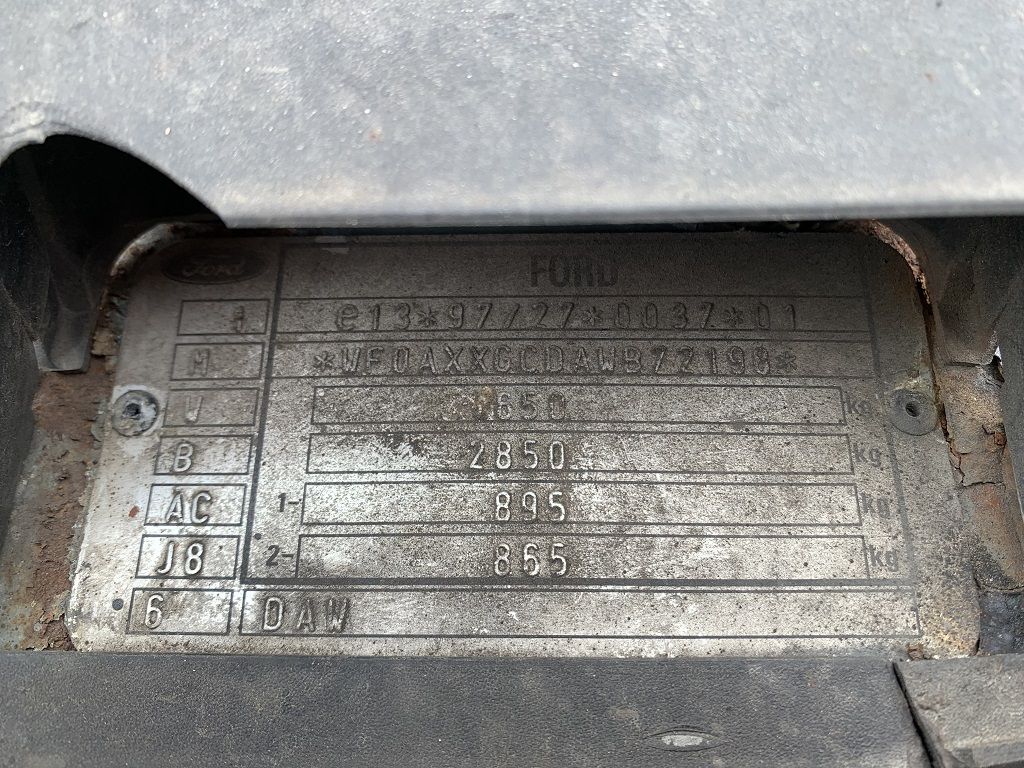 Ford
FORD
e13*97/27*0037*01
M
W 650 kg
B 2850 kg
AC 1- 895 kg
J8 2- 865 kg
6 DAW